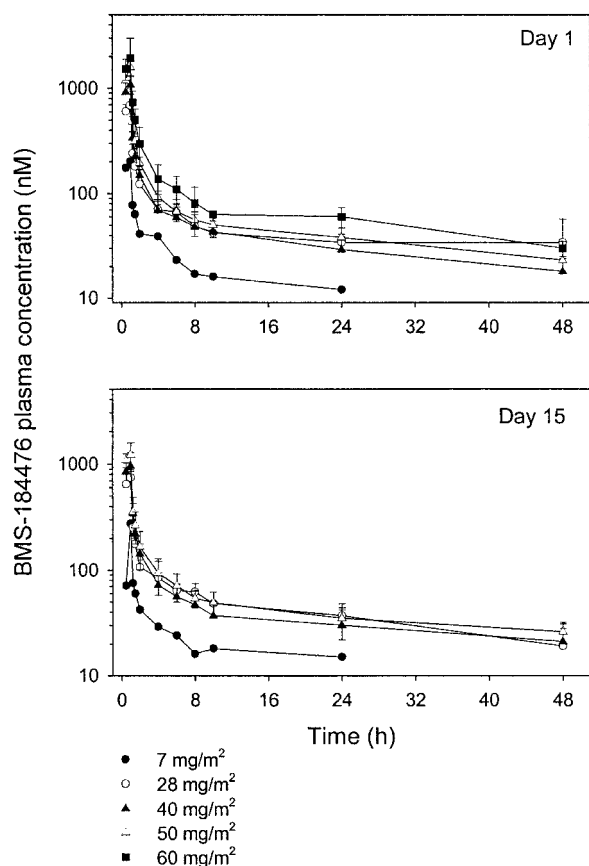 Day 1
1000
100
10
0 8 16 24 32 40 48
BMS-184476 plasma concentration (nM)
Day 15
1000
100
10
0 8 16 24 32 40 48
Time (h)
7 mg/m²
28 mg/m²
40 mg/m²
50 mg/m²
60 mg/m²